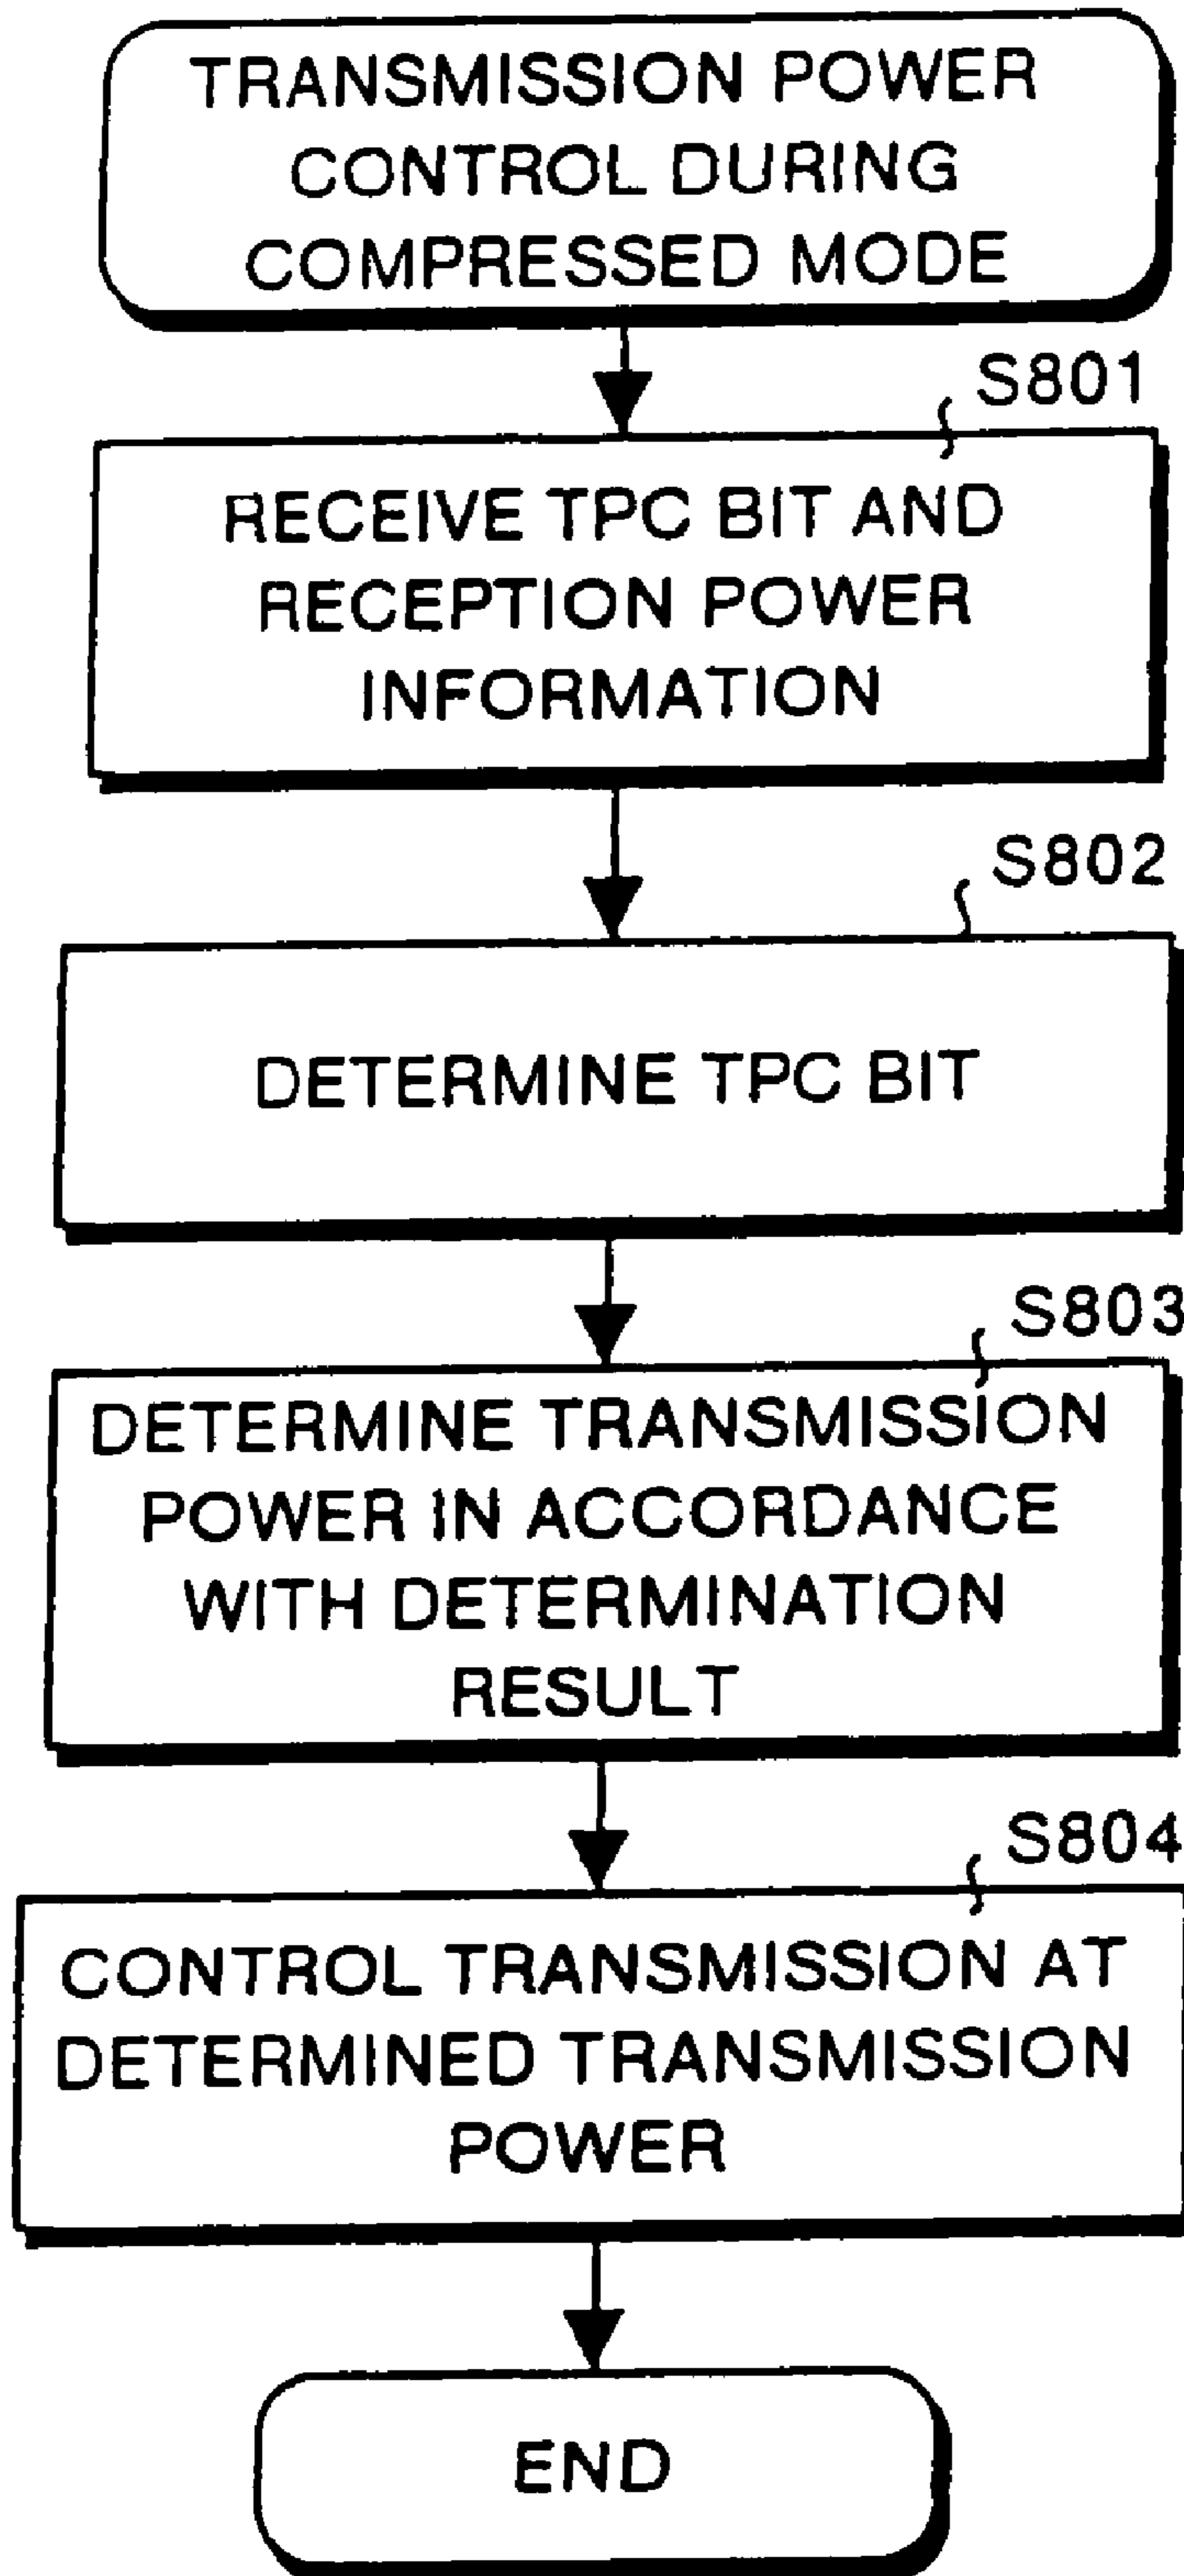 TRANSMISSION POWER
CONTROL DURING
COMPRESSED MODE
S801
RECEIVE TPC BIT AND
RECEPTION POWER
INFORMATION
S802
DETERMINE TPC BIT
S803
DETERMINE TRANSMISSION
POWER IN ACCORDANCE
WITH DETERMINATION
RESULT
S804
CONTROL TRANSMISSION AT
DETERMINED TRANSMISSION
POWER
END